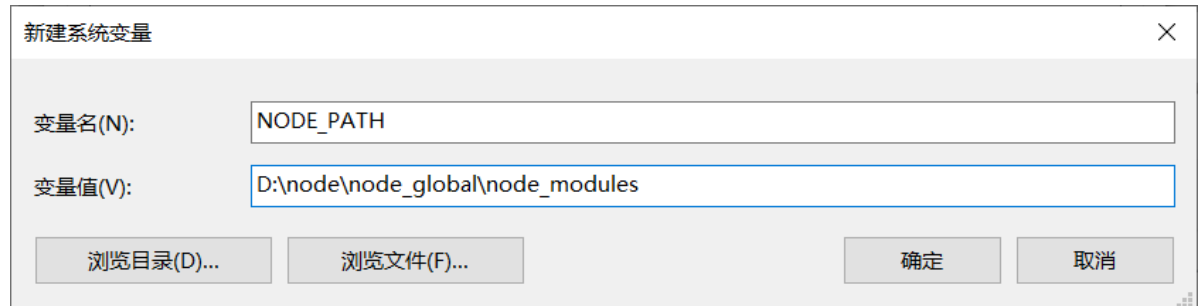 新建系统变量
变量名(N): NODE_PATH
变量值(V): D:\node\node_global\node_modules
浏览目录(D)... 浏览文件(F)... 确定 取消